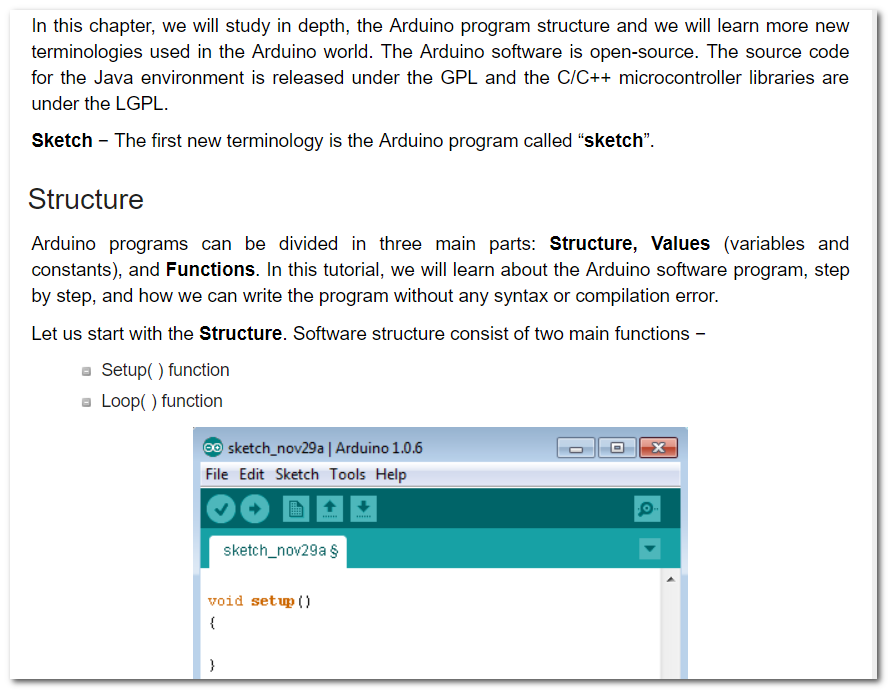 In this chapter, we will study in depth, the Arduino program structure and we will learn more new
terminologies used in the Arduino world. The Arduino software is open-source. The source code
for the Java environment is released under the GPL and the C/C++ microcontroller libraries are
under the LGPL.
Sketch − The first new terminology is the Arduino program called “sketch”.
Structure
Arduino programs can be divided in three main parts: Structure, Values (variables and
constants), and Functions. In this tutorial, we will learn about the Arduino software program, step
by step, and how we can write the program without any syntax or compilation error.
Let us start with the Structure. Software structure consist of two main functions −
Setup( ) function
Loop( ) function
sketch_nov29a | Arduino 1.0.6
File Edit Sketch Tools Help
sketch_nov29a §
void setup()
{
}